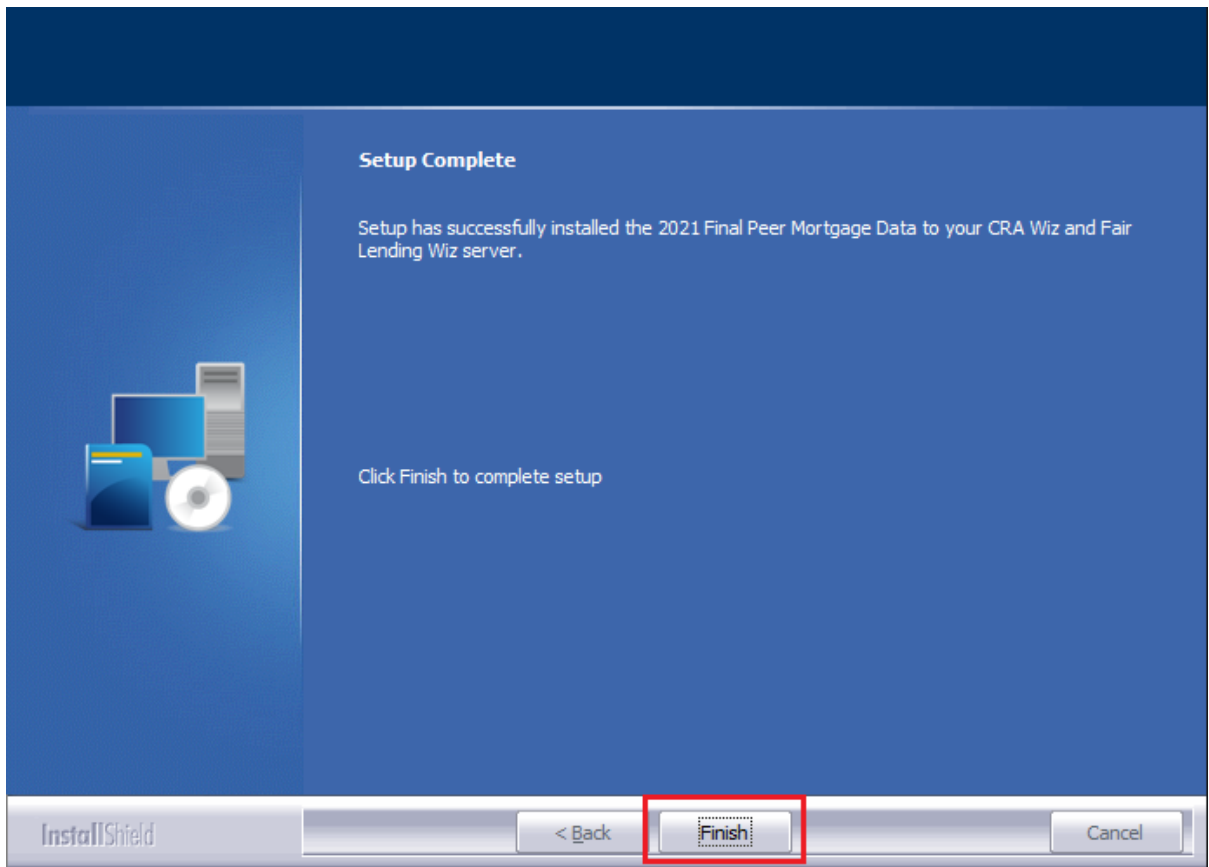 Setup Complete
Setup has successfully installed the 2021 Final Peer Mortgage Data to your CRA Wiz and Fair
Lending Wiz server.
Click Finish to complete setup
InstallShield
< Back
Finish
Cancel